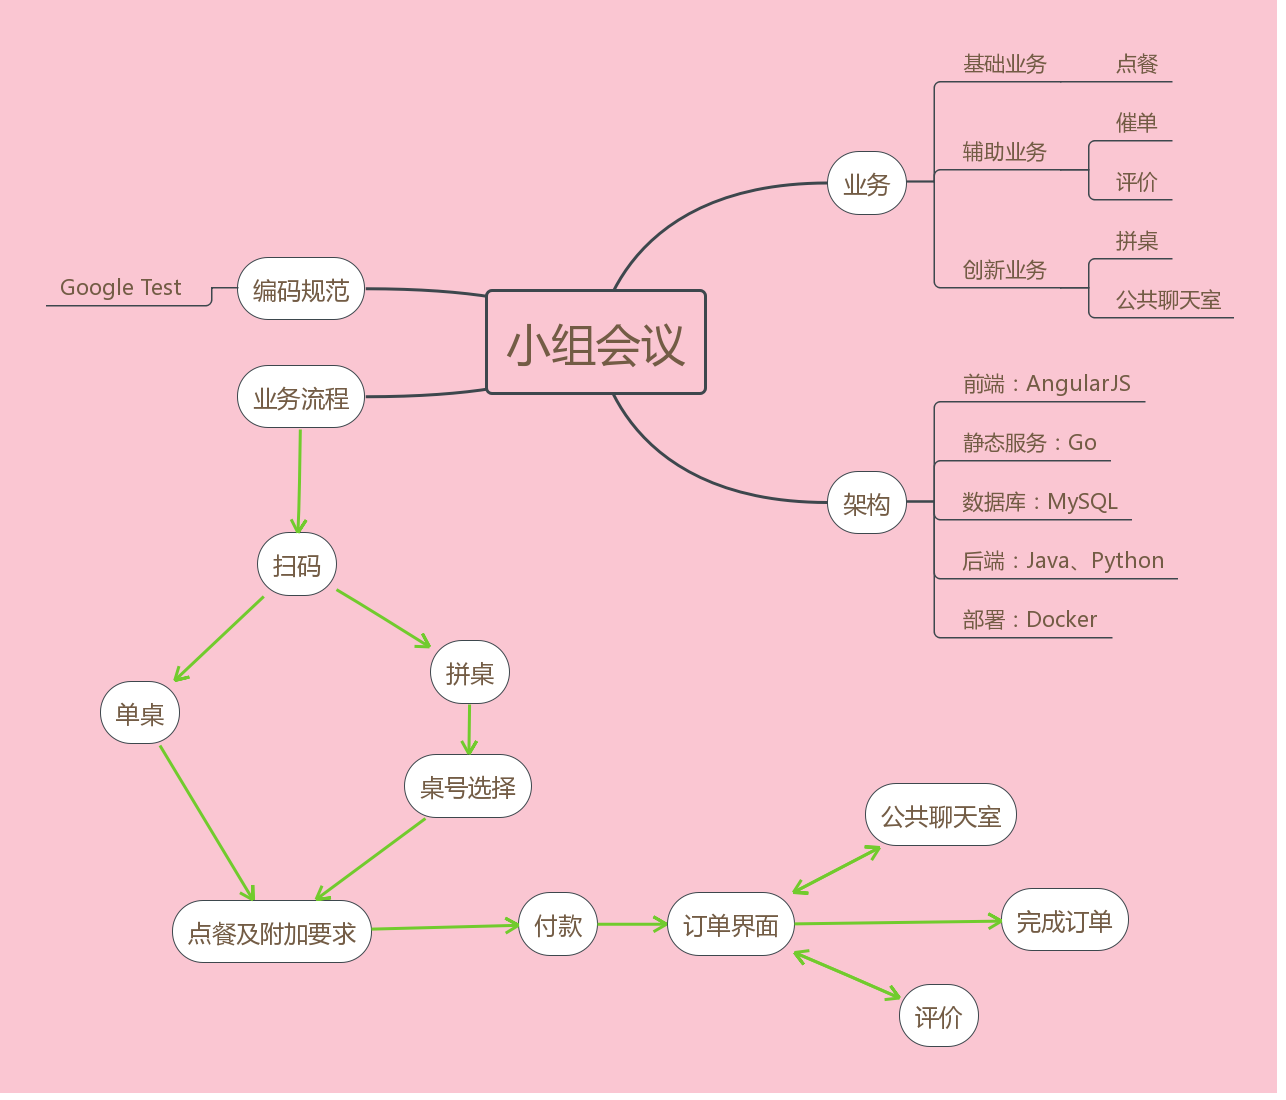 小组会议
业务
基础业务
点餐
辅助业务
催单
评价
创新业务
拼桌
公共聊天室
架构
前端：AngularJS
静态服务：Go
数据库：MySQL
后端：Java、Python
部署：Docker
编码规范
Google Test
业务流程
扫码
单桌
拼桌
桌号选择
点餐及附加要求
付款
订单界面
公共聊天室
完成订单
评价